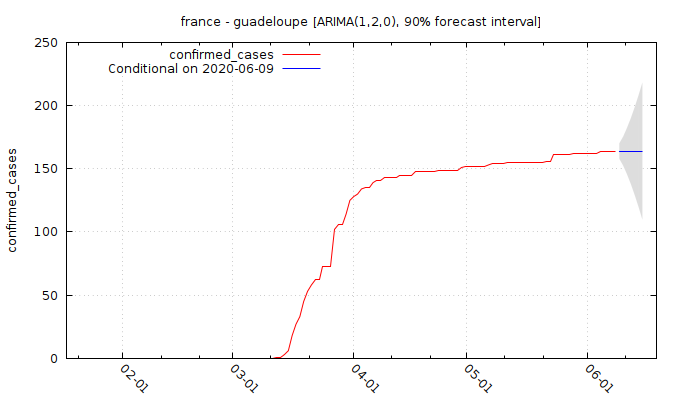 france - guadeloupe [ARIMA(1,2,0), 90% forecast interval]
confirmed_cases
Conditional on 2020-06-09
250
200
150
100
50
0
confirmed_cases
02-01
03-01
04-01
05-01
06-01